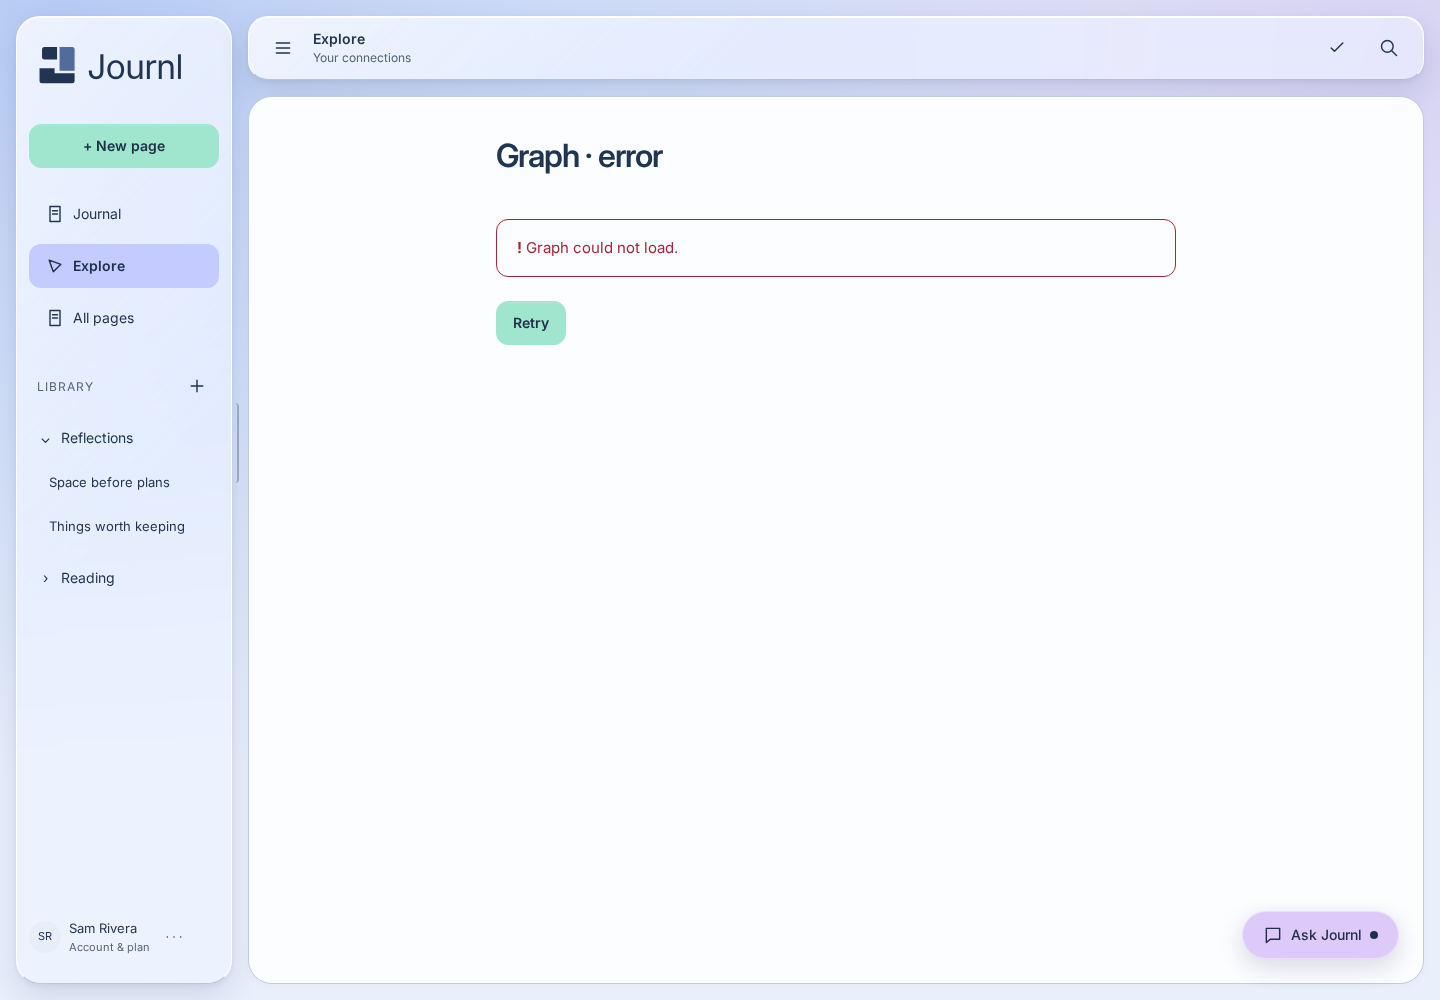 Journl
+ New page
Journal
Explore
All pages
LIBRARY
Reflections
Space before plans
Things worth keeping
Reading
SR
Sam Rivera
Account & plan
Explore
Your connections
Graph · error
! Graph could not load.
Retry
Ask Journl